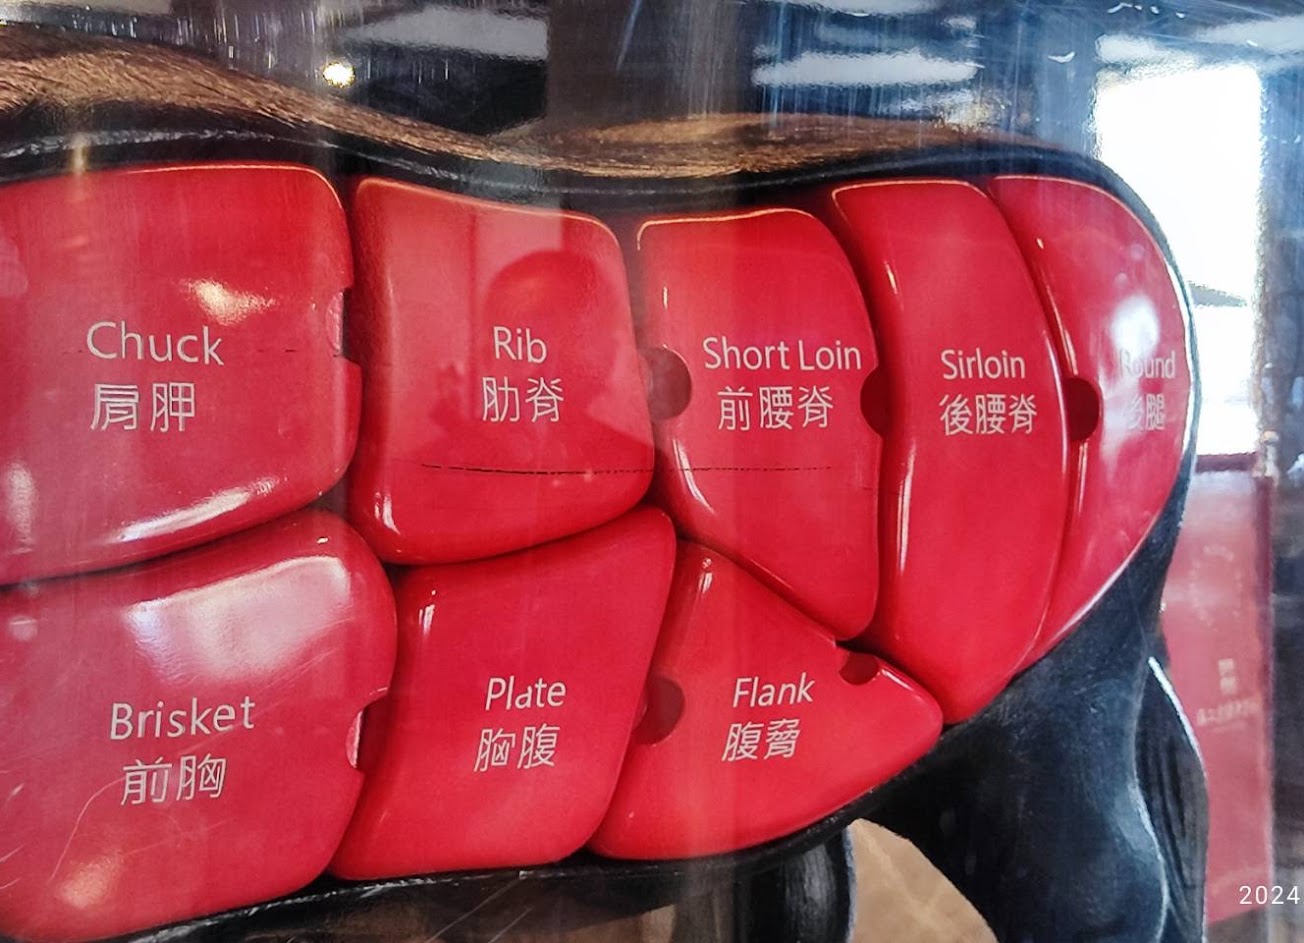 Chuck
肩胛
Rib
肋脊
Short Loin
前腰脊
Sirloin
後腰脊
Round
後腿
Brisket
前胸
Plate
胸腹
Flank
腹脅
2024